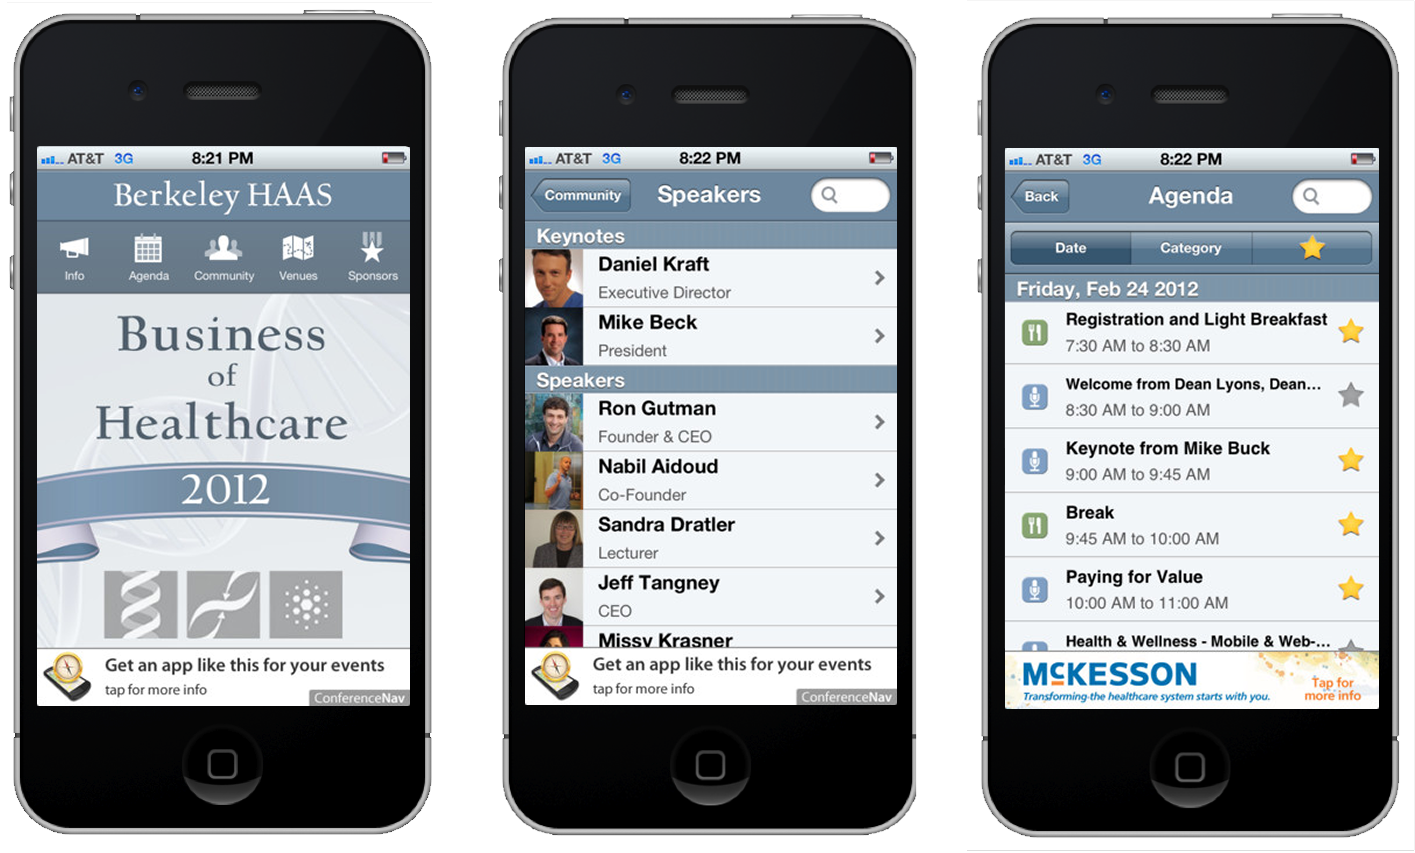 AT&T 3G 8:21 PM
Berkeley HAAS
Info Agenda Community Venues Sponsors
Business
of
Healthcare
2012
Get an app like this for your events
tap for more info
ConferenceNav
AT&T 3G 8:22 PM
Community Speakers
Keynotes
Daniel Kraft
Executive Director
Mike Beck
President
Speakers
Ron Gutman
Founder & CEO
Nabil Aidoud
Co-Founder
Sandra Dratler
Lecturer
Jeff Tangney
CEO
Missy Krasner
Get an app like this for your events
tap for more info
ConferenceNav
AT&T 3G 8:22 PM
Back Agenda
Date Category
Friday, Feb 24 2012
Registration and Light Breakfast
7:30 AM to 8:30 AM
Welcome from Dean Lyons, Dean...
8:30 AM to 9:00 AM
Keynote from Mike Buck
9:00 AM to 9:45 AM
Break
9:45 AM to 10:00 AM
Paying for Value
10:00 AM to 11:00 AM
Health & Wellness - Mobile & Web-...
McKESSON
Transforming the healthcare system starts with you.
Tap for
more info